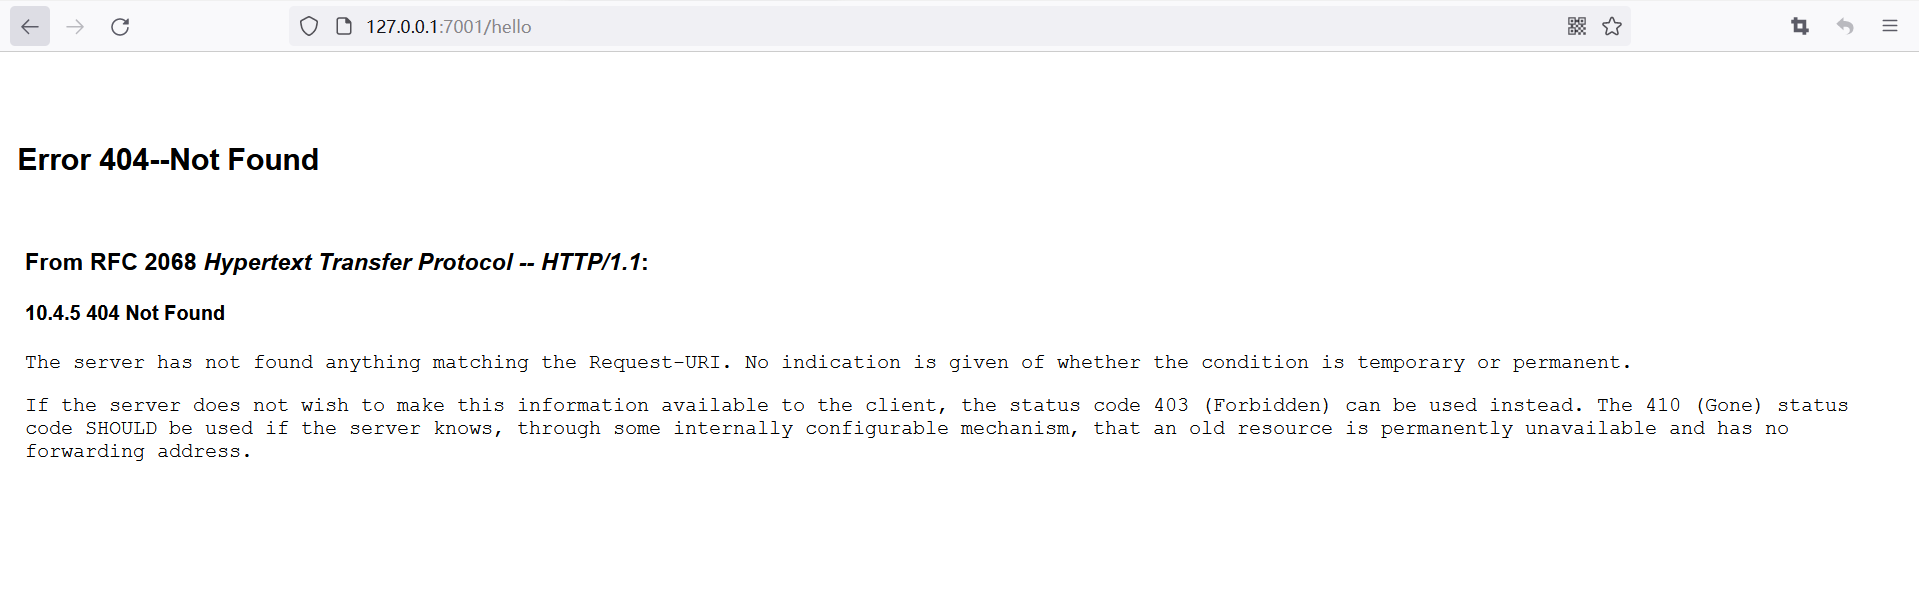 127.0.0.1:7001/hello
Error 404--Not Found
From RFC 2068 Hypertext Transfer Protocol -- HTTP/1.1:
10.4.5 404 Not Found
The server has not found anything matching the Request-URI. No indication is given of whether the condition is temporary or permanent.
If the server does not wish to make this information available to the client, the status code 403 (Forbidden) can be used instead. The 410 (Gone) status
code SHOULD be used if the server knows, through some internally configurable mechanism, that an old resource is permanently unavailable and has no
forwarding address.